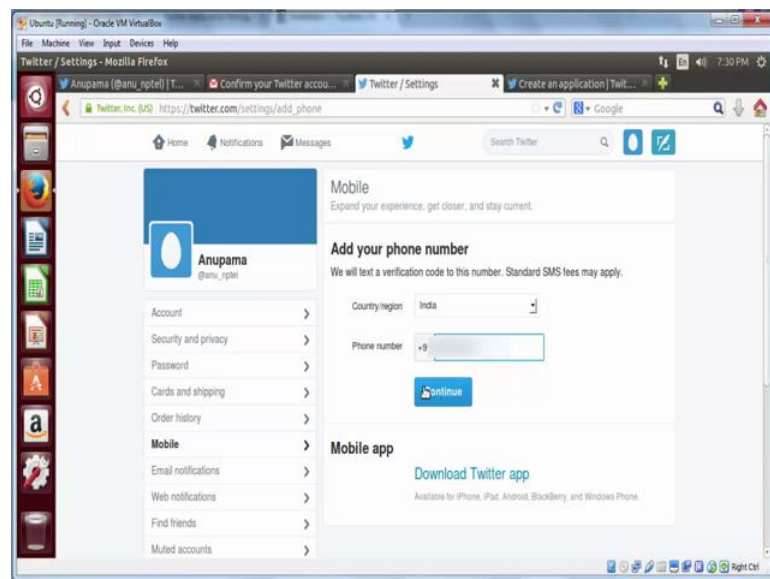 Ubuntu [Running] - Oracle VM VirtualBox
File Machine View Input Devices Help
Twitter / Settings - Mozilla Firefox
En 7:30 PM
Anupama (@anu_nptel) | T...
Confirm your Twitter accou...
Twitter / Settings
Create an application | Twit...
Twitter, Inc. (US) https://twitter.com/settings/add_phone
Google
Home Notifications Messages
Search Twitter
Anupama
@anu_nptel
Account
Security and privacy
Password
Cards and shipping
Order history
Mobile
Email notifications
Web notifications
Find friends
Muted accounts
Mobile
Expand your experience, get closer, and stay current.
Add your phone number
We will text a verification code to this number. Standard SMS fees may apply.
Country/region India
Phone number +9
Continue
Mobile app
Download Twitter app
Available for iPhone, iPad, Android, BlackBerry, and Windows Phone.
Right Ctrl